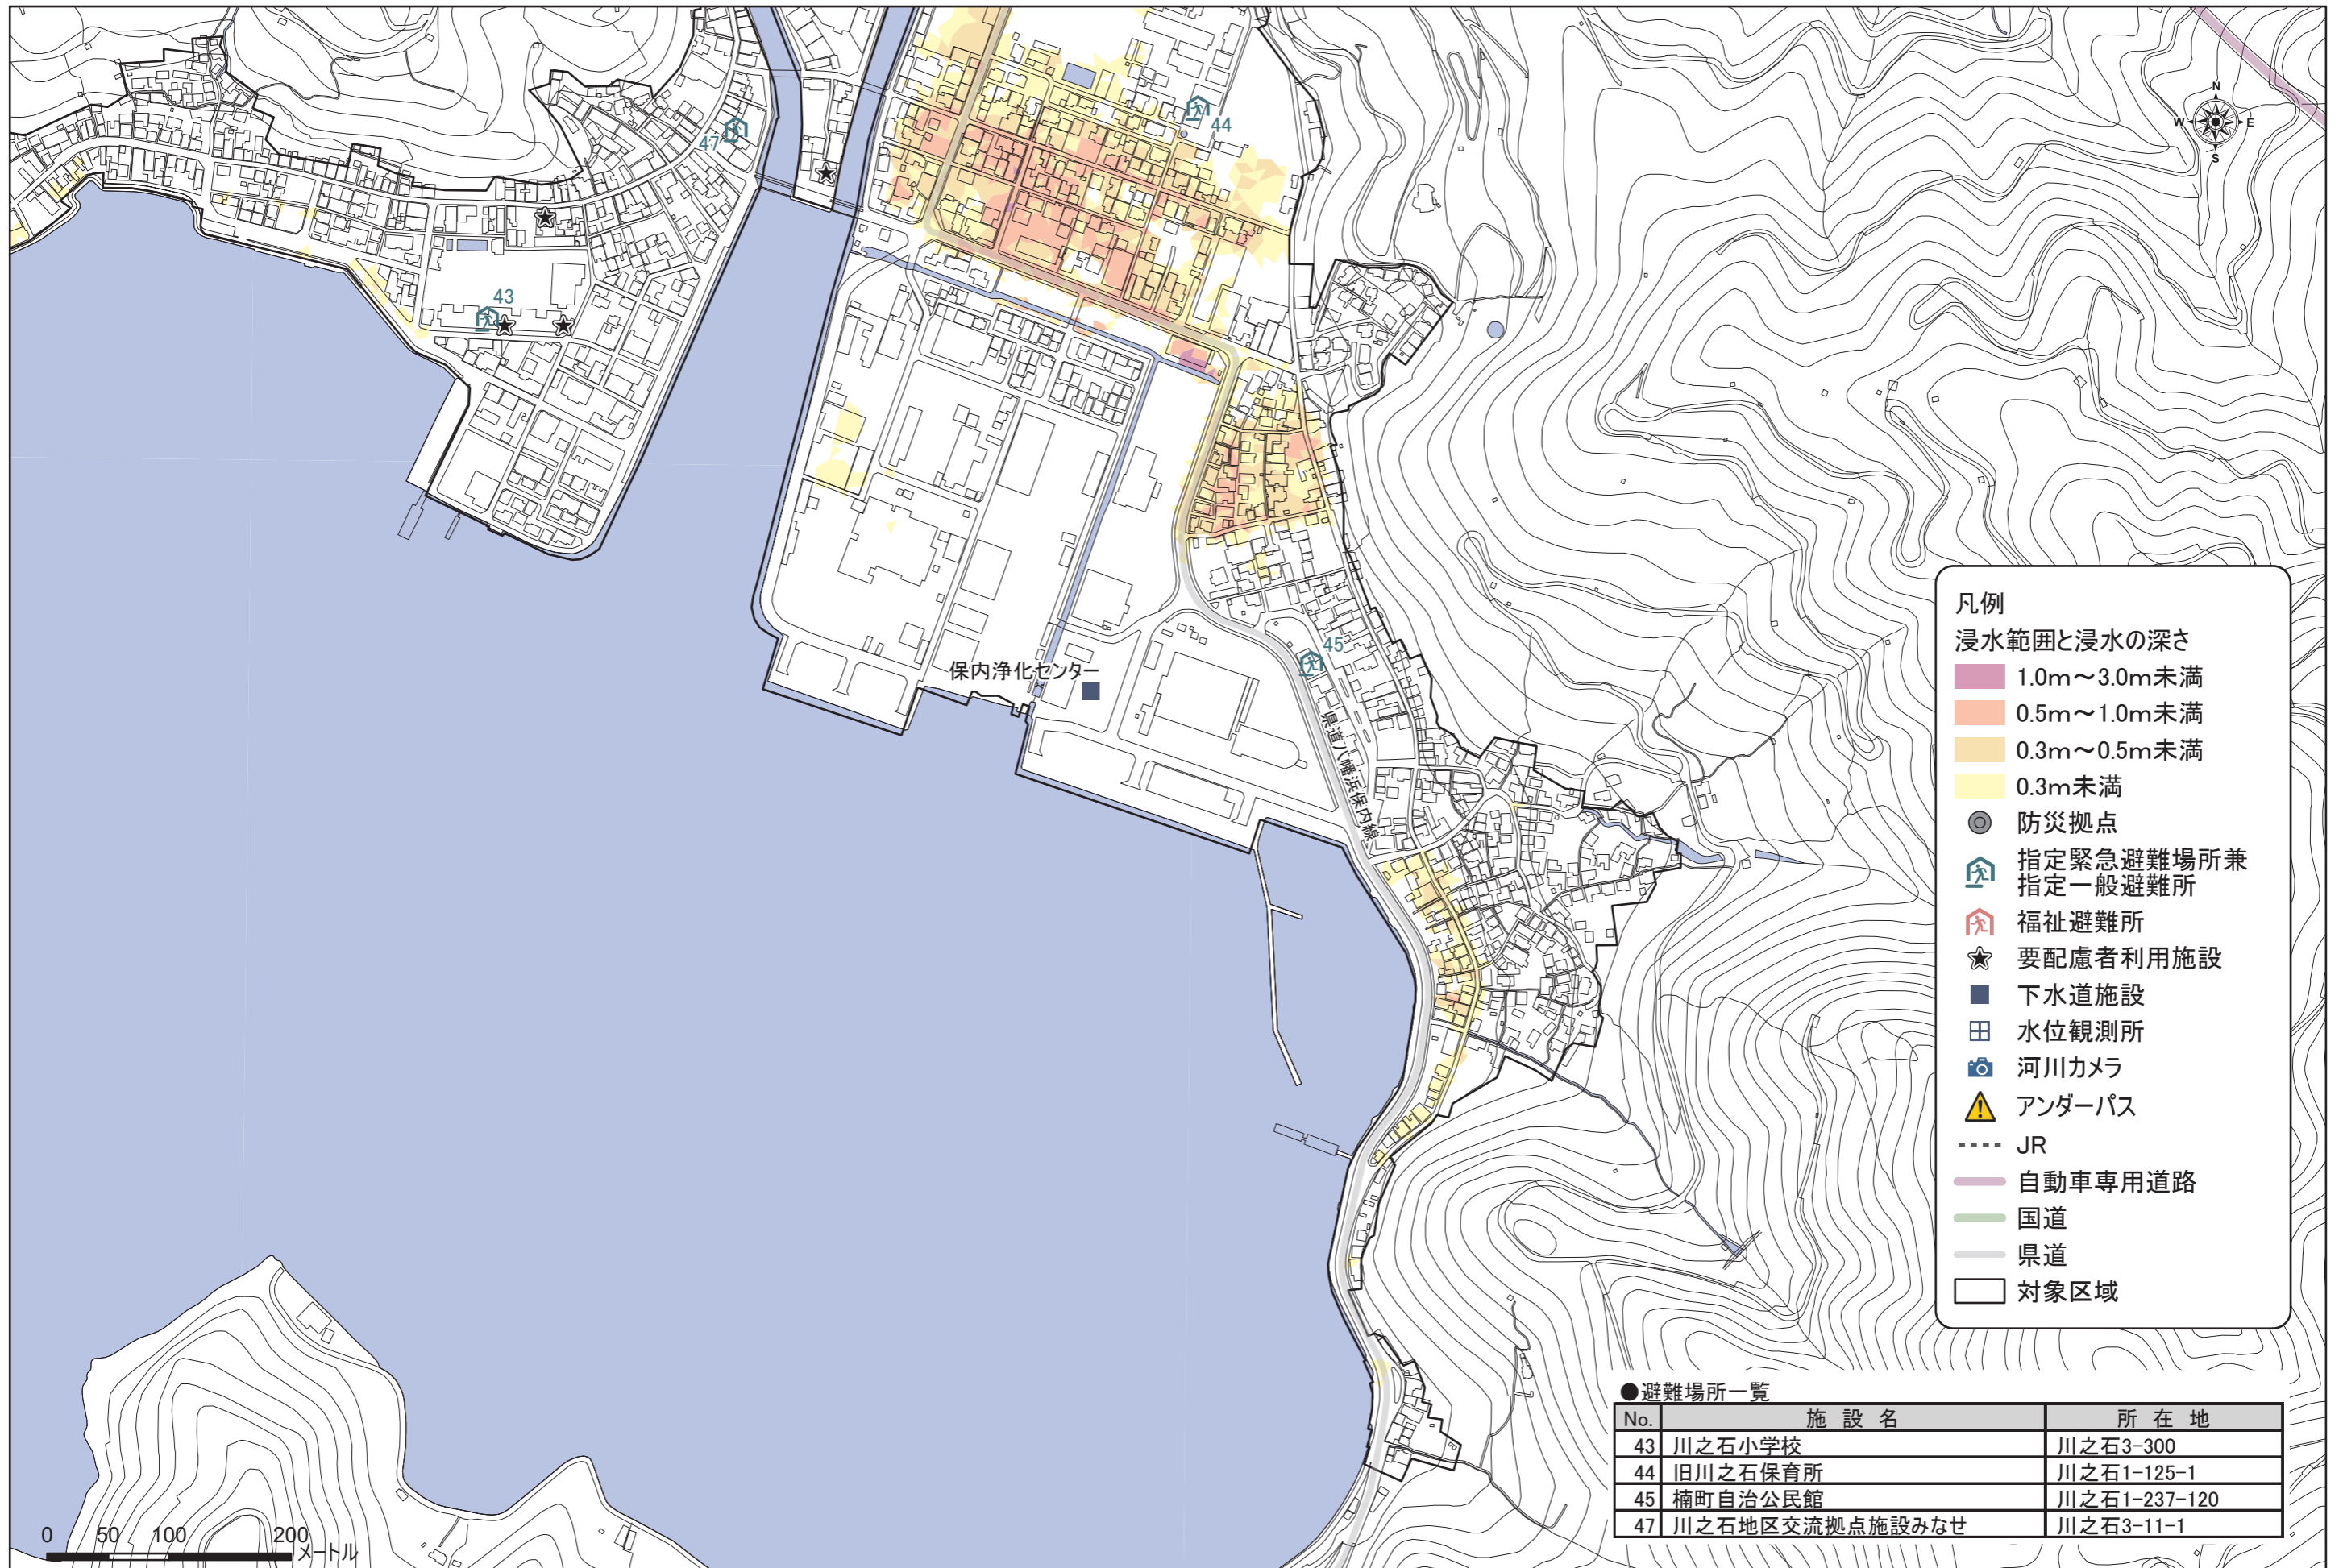 N
W
E
S
44
47
43
45
保内浄化センター
県道八幡浜保内線
凡例
浸水範囲と浸水の深さ
1.0m～3.0m未満
0.5m～1.0m未満
0.3m～0.5m未満
0.3m未満
防災拠点
指定緊急避難場所兼
指定一般避難所
福祉避難所
要配慮者利用施設
下水道施設
水位観測所
河川カメラ
アンダーパス
JR
自動車専用道路
国道
県道
対象区域
●避難場所一覧
No. 施設名 所在地
43 川之石小学校 川之石3-300
44 旧川之石保育所 川之石1-125-1
45 楠町自治公民館 川之石1-237-120
47 川之石地区交流拠点施設みなせ 川之石3-11-1
0 50 100 200
メートル